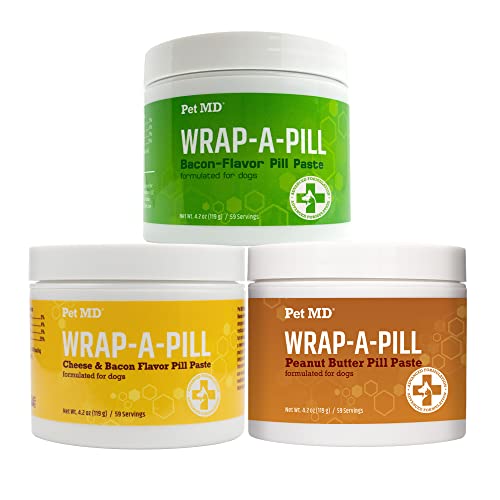 Pet MD®
WRAP-A-PILL
Bacon-Flavor Pill Paste
formulated for dogs
Net wt. 4.2 oz (119 g) / 59 Servings
Pet MD®
WRAP-A-PILL
Cheese & Bacon Flavor Pill Paste
formulated for dogs
Net wt. 4.2 oz (119 g) / 59 Servings
Pet MD®
WRAP-A-PILL
Peanut Butter Pill Paste
formulated for dogs
Net wt. 4.2 oz (119 g) / 59 Servings